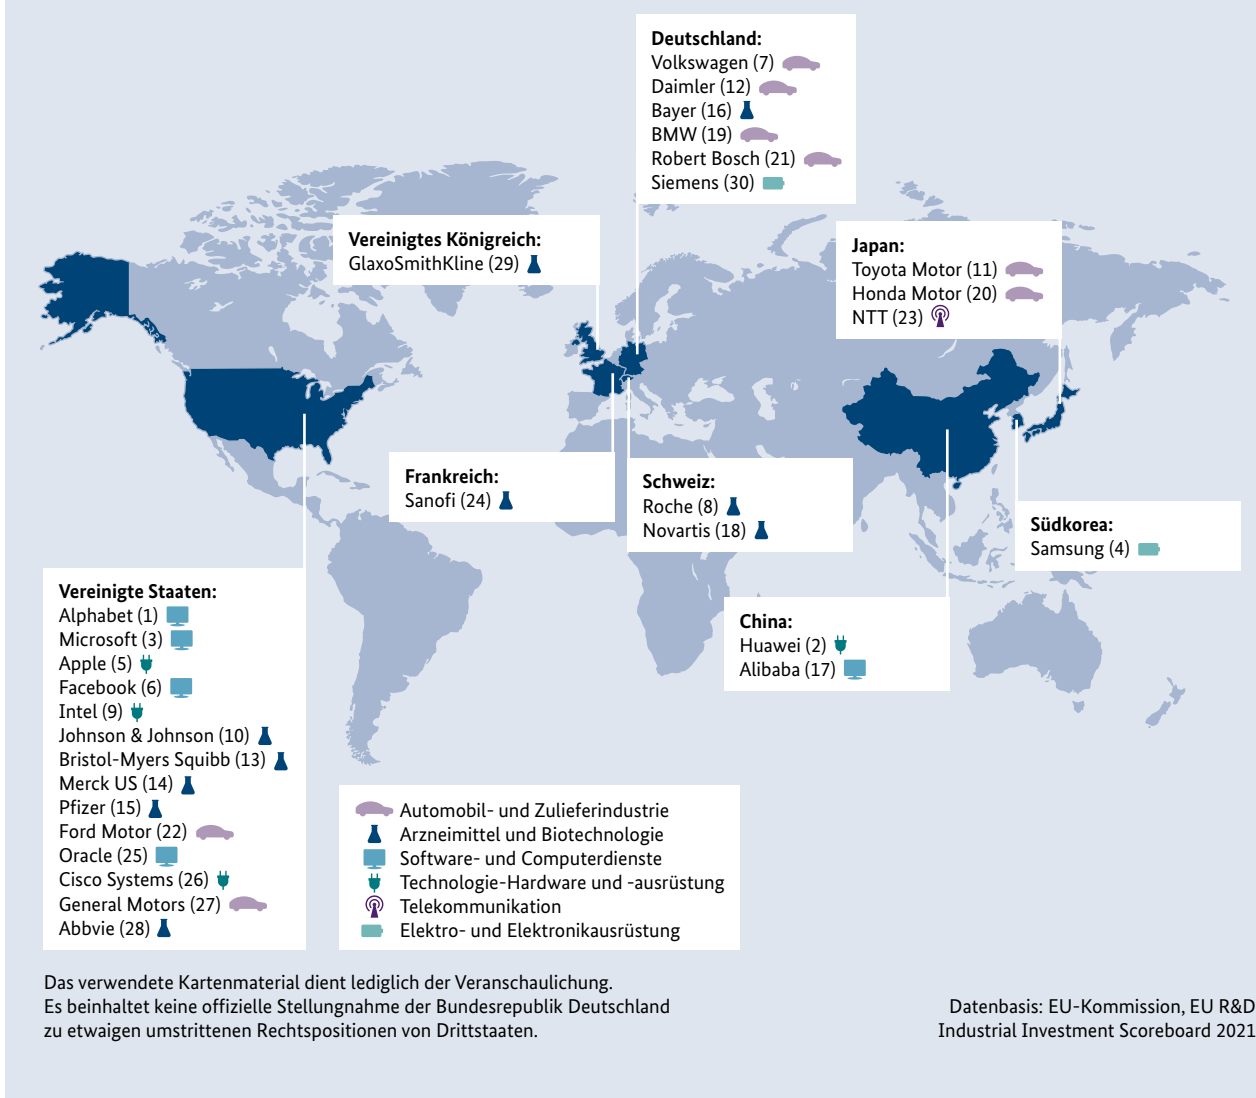 Deutschland:
Volkswagen (7)
Daimler (12)
Bayer (16)
BMW (19)
Robert Bosch (21)
Siemens (30)
Vereinigtes Königreich:
GlaxoSmithKline (29)
Japan:
Toyota Motor (11)
Honda Motor (20)
NTT (23)
Frankreich:
Sanofi (24)
Schweiz:
Roche (8)
Novartis (18)
Südkorea:
Samsung (4)
Vereinigte Staaten:
Alphabet (1)
Microsoft (3)
Apple (5)
Facebook (6)
Intel (9)
Johnson & Johnson (10)
Bristol-Myers Squibb (13)
Merck US (14)
Pfizer (15)
Ford Motor (22)
Oracle (25)
Cisco Systems (26)
General Motors (27)
Abbvie (28)
China:
Huawei (2)
Alibaba (17)
Automobil- und Zulieferindustrie
Arzneimittel und Biotechnologie
Software- und Computerdienste
Technologie-Hardware und -ausrüstung
Telekommunikation
Elektro- und Elektronikausrüstung
Das verwendete Kartenmaterial dient lediglich der Veranschaulichung.
Es beinhaltet keine offizielle Stellungnahme der Bundesrepublik Deutschland
zu etwaigen umstrittenen Rechtspositionen von Drittstaaten.
Datenbasis: EU-Kommission, EU R&D
Industrial Investment Scoreboard 2021